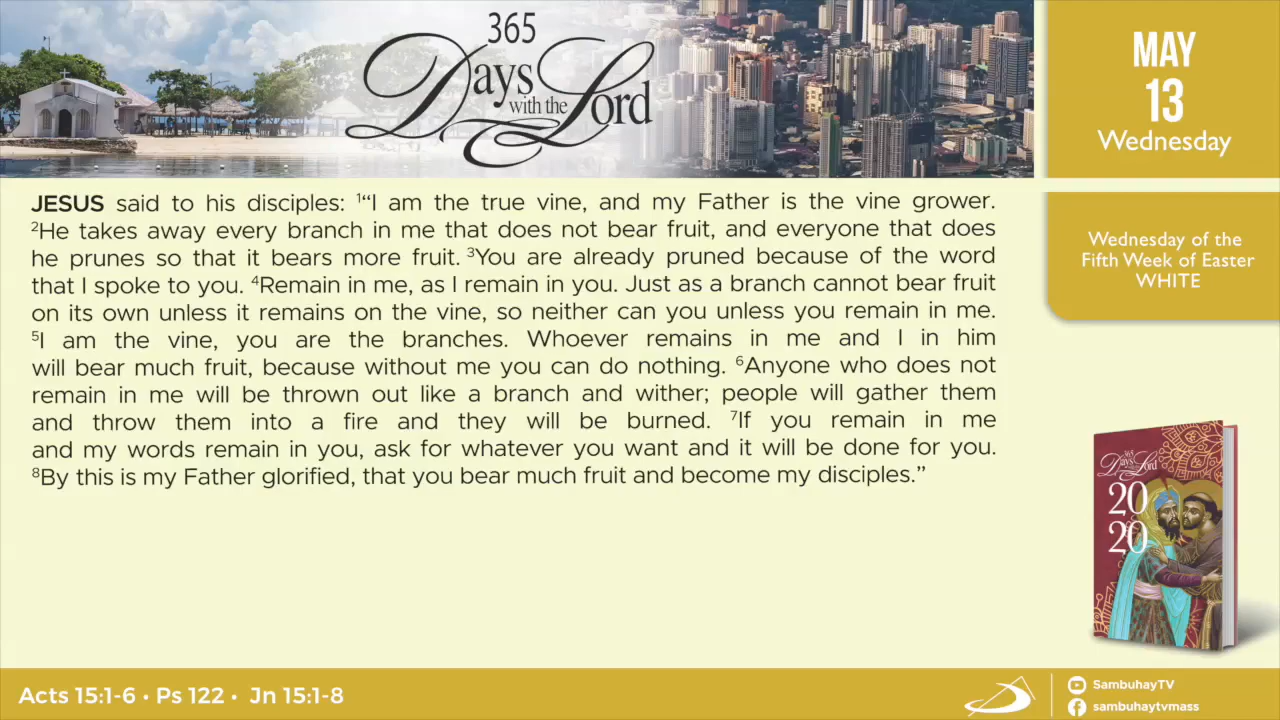 365
Days
with the
Lord
MAY
13
Wednesday
Wednesday of the
Fifth Week of Easter
WHITE
JESUS said to his disciples: ¹“I am the true vine, and my Father is the vine grower.
²He takes away every branch in me that does not bear fruit, and everyone that does
he prunes so that it bears more fruit. ³You are already pruned because of the word
that I spoke to you. ⁴Remain in me, as I remain in you. Just as a branch cannot bear fruit
on its own unless it remains on the vine, so neither can you unless you remain in me.
⁵I am the vine, you are the branches. Whoever remains in me and I in him
will bear much fruit, because without me you can do nothing. ⁶Anyone who does not
remain in me will be thrown out like a branch and wither; people will gather them
and throw them into a fire and they will be burned. ⁷If you remain in me
and my words remain in you, ask for whatever you want and it will be done for you.
⁸By this is my Father glorified, that you bear much fruit and become my disciples.”
365
Days
with the
Lord
20
20
Acts 15:1-6 • Ps 122 • Jn 15:1-8
SambuhayTV
sambuhaytvmass